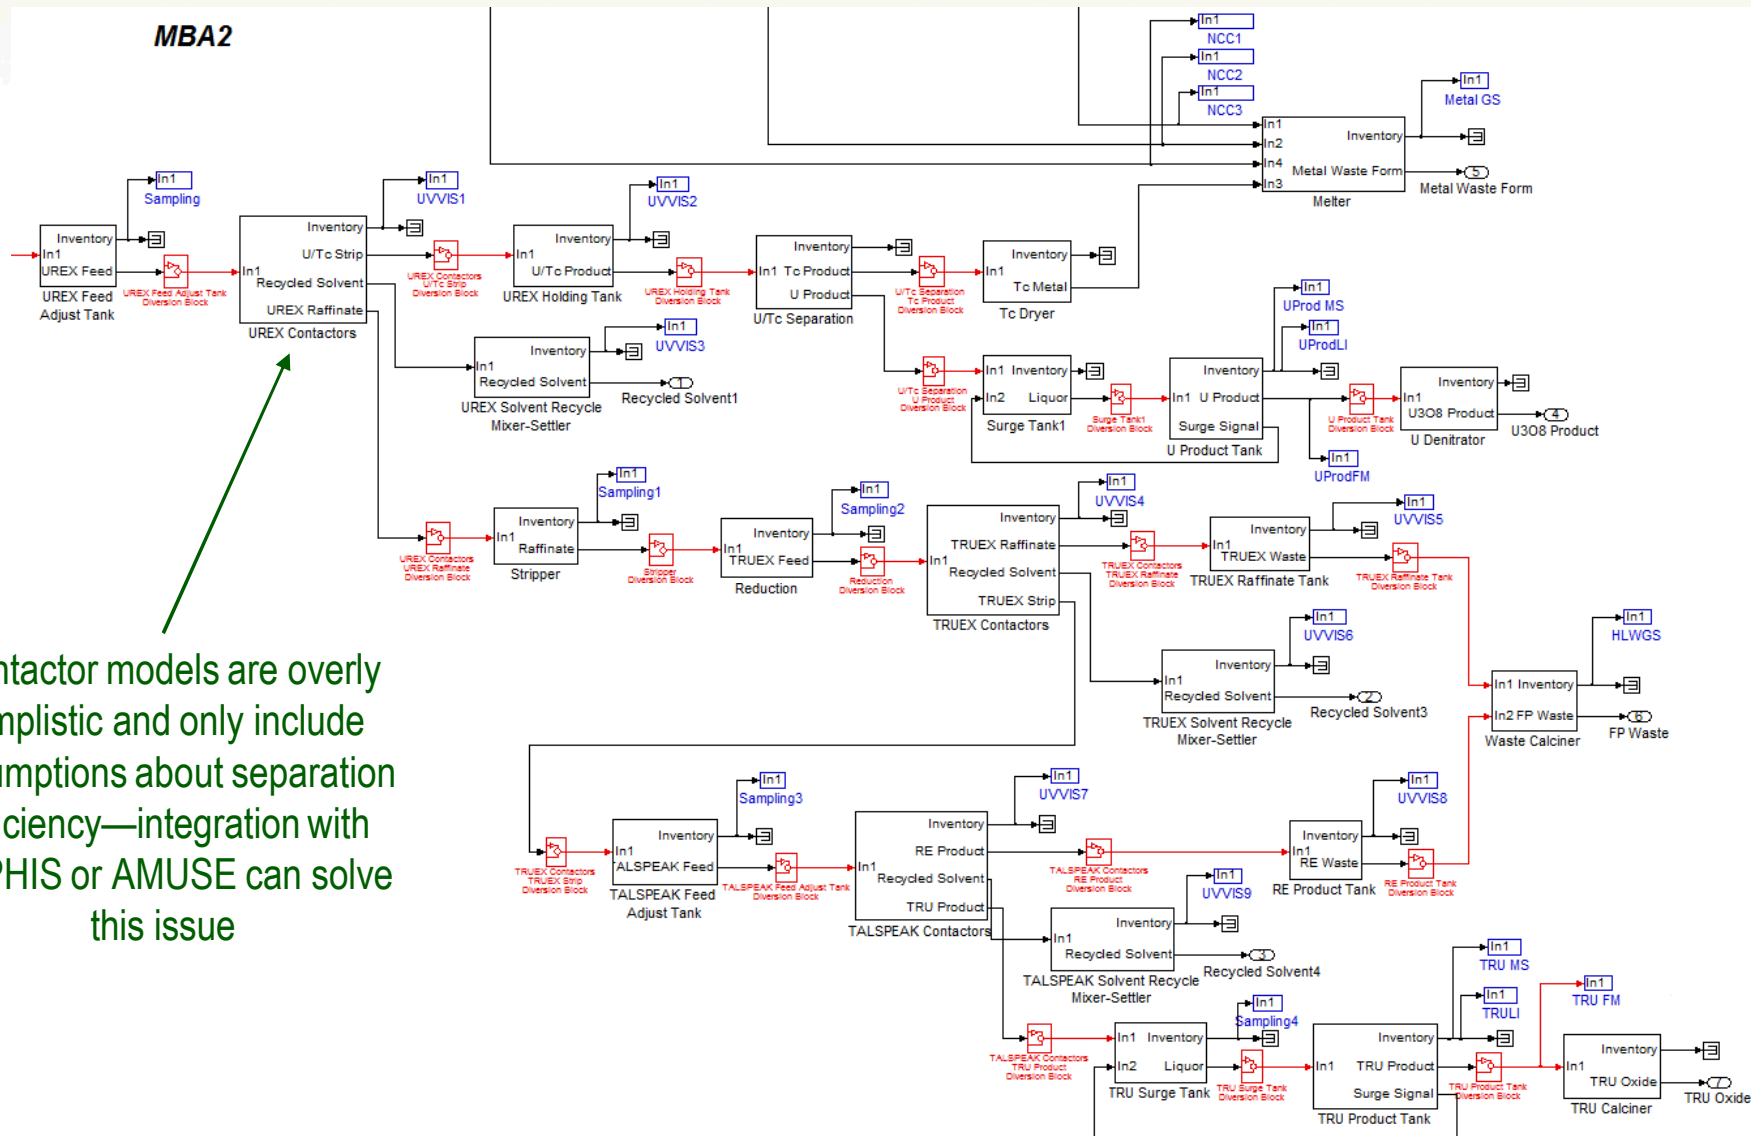 MBA2
In1
NCC1
In1
NCC2
In1
NCC3
In1
Metal GS
In1
In2
In4
In3
Inventory
Metal Waste Form
Melter
5
Metal Waste Form
In1
Sampling
In1
UVVIS1
In1
UVVIS2
Inventory
In1
UREX Feed
UREX Feed
Adjust Tank
UREX Feed Adjust Tank
Diversion Block
Inventory
U/Tc Strip
In1
Recycled Solvent
UREX Raffinate
UREX Contactors
UREX Contactors
U/Tc Strip
Diversion Block
Inventory
In1
U/Tc Product
UREX Holding Tank
UREX Holding Tank
Diversion Block
Inventory
In1 Tc Product
U Product
U/Tc Separation
U/Tc Separation
Tc Product
Diversion Block
Inventory
In1
Tc Metal
Tc Dryer
In1
UProd MS
In1
UProdLI
In1
UVVIS3
Inventory
In1
Recycled Solvent
UREX Solvent Recycle
Mixer-Settler
1
Recycled Solvent1
U/Tc Separation
U Product
Diversion Block
In1 Inventory
In2 Liquor
Surge Tank1
Surge Tank1
Diversion Block
Inventory
In1 U Product
Surge Signal
U Product Tank
U Product Tank
Diversion Block
Inventory
In1
U3O8 Product
U Denitrator
4
U3O8 Product
In1
UProdFM
In1
Sampling1
In1
Sampling2
In1
UVVIS4
In1
UVVIS5
UREX Contactors
UREX Raffinate
Diversion Block
Inventory
In1
Raffinate
Stripper
Stripper
Diversion Block
Inventory
In1
TRUEX Feed
Reduction
Reduction
Diversion Block
Inventory
TRUEX Raffinate
In1
Recycled Solvent
TRUEX Strip
TRUEX Contactors
TRUEX Contactors
TRUEX Raffinate
Diversion Block
Inventory
In1
TRUEX Waste
TRUEX Raffinate Tank
TRUEX Raffinate Tank
Diversion Block
In1
UVVIS6
Inventory
In1
Recycled Solvent
TRUEX Solvent Recycle
Mixer-Settler
2
Recycled Solvent3
In1
HLWGS
In1 Inventory
In2 FP Waste
Waste Calciner
6
FP Waste
ntactor models are overly
mplistic and only include
umptions about separation
ciency—integration with
PHIS or AMUSE can solve
this issue
In1
Sampling3
In1
UVVIS7
In1
UVVIS8
TRUEX Contactors
TRUEX Strip
Diversion Block
Inventory
In1
TALSPEAK Feed
TALSPEAK Feed
Adjust Tank
TALSPEAK Feed Adjust Tank
Diversion Block
Inventory
RE Product
In1
Recycled Solvent
TRU Product
TALSPEAK Contactors
TALSPEAK Contactors
RE Product
Diversion Block
Inventory
In1
RE Waste
RE Product Tank
RE Product Tank
Diversion Block
In1
UVVIS9
Inventory
In1
Recycled Solvent
TALSPEAK Solvent Recycle
Mixer-Settler
3
Recycled Solvent4
In1
TRU MS
In1
TRULI
In1
TRU FM
In1
Sampling4
TALSPEAK Contactors
TRU Product
Diversion Block
In1 Inventory
In2 Liquor
TRU Surge Tank
TRU Surge Tank
Diversion Block
Inventory
In1 TRU Product
Surge Signal
TRU Product Tank
TRU Product Tank
Diversion Block
Inventory
In1
TRU Oxide
TRU Calciner
7
TRU Oxide